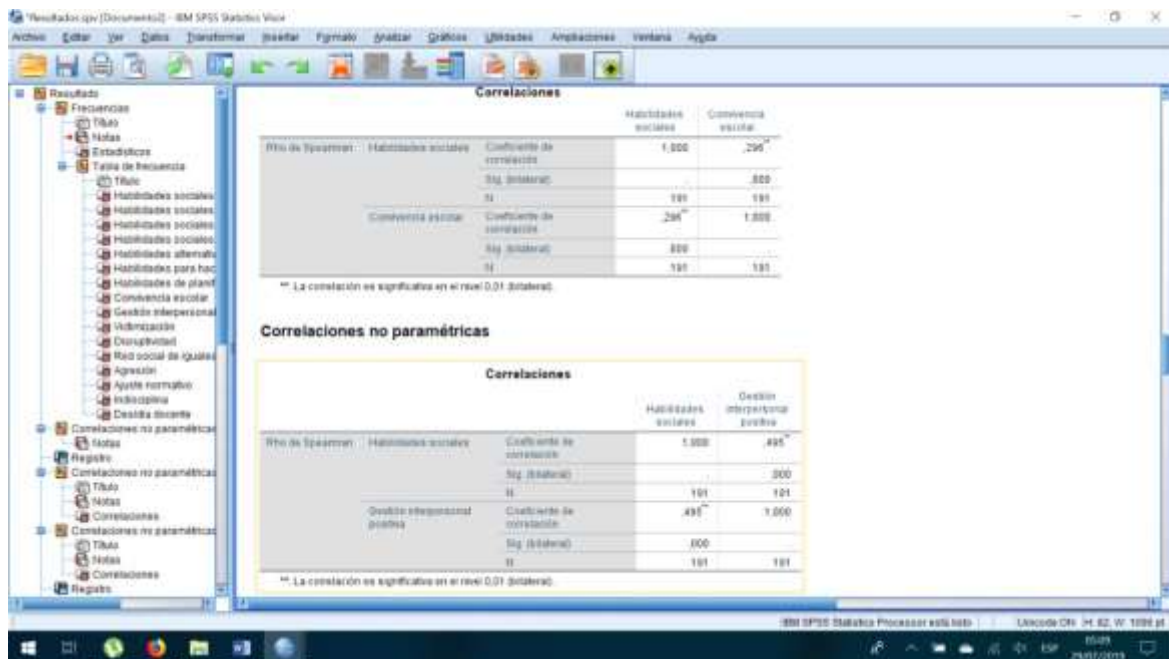 *Resultados.spv [Documento2] - IBM SPSS Statistics Visor
Archivo Editar Ver Datos Transformar Insertar Formato Analizar Gráficos Utilidades Ampliaciones Ventana Ayuda
Resultado
Frecuencias
Título
Notas
Estadísticos
Tabla de frecuencia
Título
Habilidades sociales
Habilidades sociales
Habilidades sociales
Habilidades sociales
Habilidades alternati
Habilidades para hac
Habilidades de planif
Convivencia escolar
Gestión interpersonal
Victimización
Disruptividad
Red social de iguales
Agresión
Ajuste normativo
Indisciplina
Desidia docente
Correlaciones no paramétricas
Notas
Registro
Correlaciones no paramétricas
Título
Notas
Correlaciones
Correlaciones no paramétricas
Título
Notas
Correlaciones
Registro
Correlaciones
Habilidades sociales Convivencia escolar
Rho de Spearman Habilidades sociales Coeficiente de correlación 1,000 ,296**
Sig. (bilateral) . ,000
N 191 191
Convivencia escolar Coeficiente de correlación ,296** 1,000
Sig. (bilateral) ,000 .
N 191 191
**. La correlación es significativa en el nivel 0,01 (bilateral).
Correlaciones no paramétricas
Correlaciones
Habilidades sociales Gestión interpersonal positiva
Rho de Spearman Habilidades sociales Coeficiente de correlación 1,000 ,495**
Sig. (bilateral) . ,000
N 191 191
Gestión interpersonal positiva Coeficiente de correlación ,495** 1,000
Sig. (bilateral) ,000 .
N 191 191
**. La correlación es significativa en el nivel 0,01 (bilateral).
IBM SPSS Statistics Processor está listo Unicode:ON H: 82, W: 1098 pt
ESP 29/07/2019